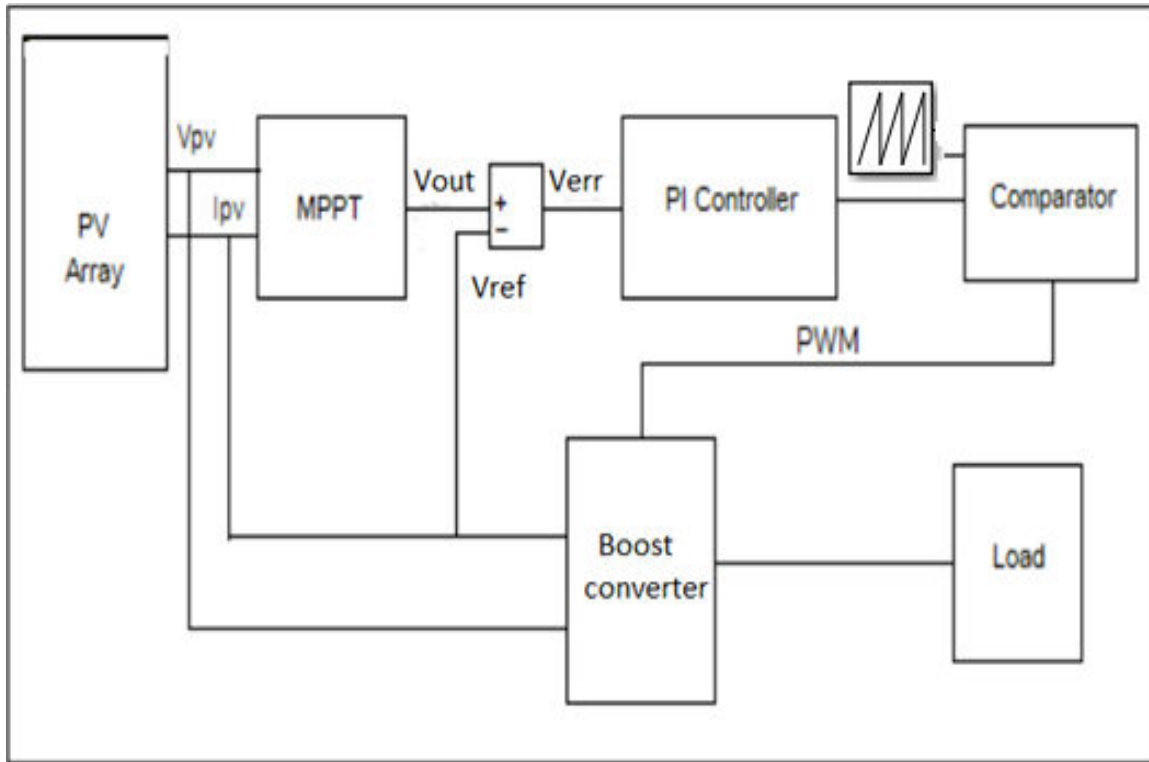 PV
Array
Vpv
Ipv
MPPT
Vout
+
−
Vref
Verr
PI Controller
Comparator
PWM
Boost
converter
Load